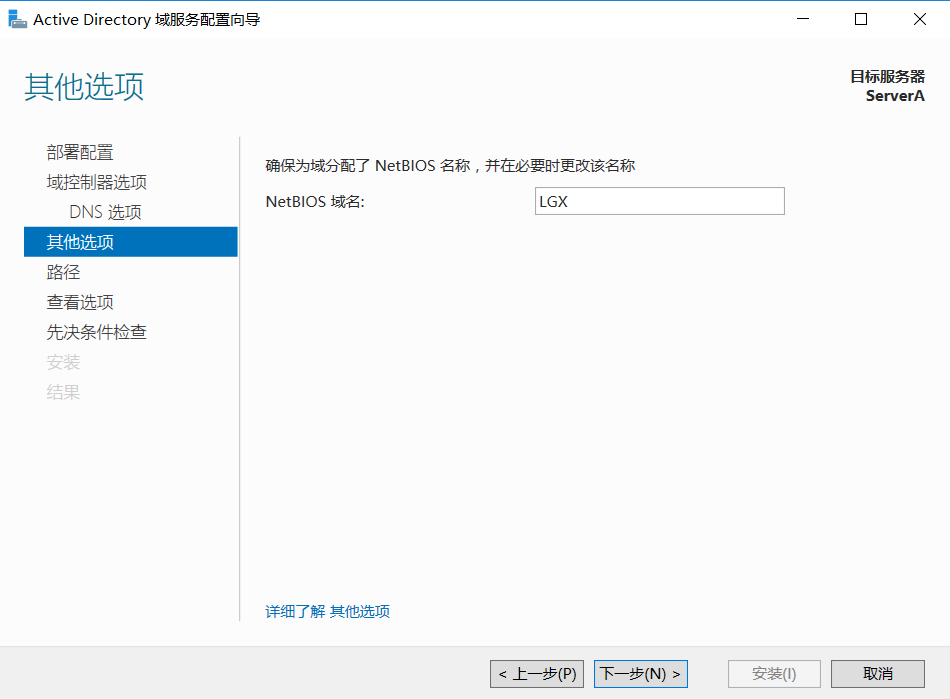 Active Directory 域服务配置向导
其他选项
目标服务器
ServerA
部署配置
域控制器选项
DNS 选项
其他选项
路径
查看选项
先决条件检查
安装
结果
确保为域分配了 NetBIOS 名称，并在必要时更改该名称
NetBIOS 域名: LGX
详细了解 其他选项
< 上一步(P) 下一步(N) > 安装(I) 取消